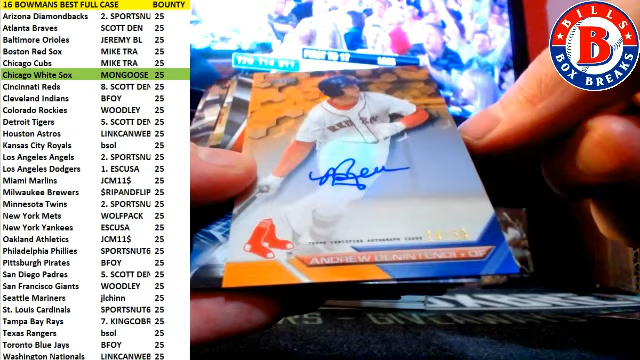 16 BOWMANS BEST FULL CASE BOUNTY
Arizona Diamondbacks 2. SPORTSNU 25
Atlanta Braves SCOTT DEN 25
Baltimore Orioles JEREMY BL 25
Boston Red Sox MIKE TRA 25
Chicago Cubs MIKE TRA 25
Chicago White Sox MONGOOSE 25
Cincinnati Reds 8. SCOTT DEN 25
Cleveland Indians BFOY 25
Colorado Rockies WOODLEY 25
Detroit Tigers 5. SCOTT DEN 25
Houston Astros LINKCANWEB 25
Kansas City Royals bsol 25
Los Angeles Angels 2. SPORTSNU 25
Los Angeles Dodgers 1. ESCUSA 25
Miami Marlins JCM11$ 25
Milwaukee Brewers $RIPANDFLIP 25
Minnesota Twins 2. SPORTSNU 25
New York Mets WOLFPACK 25
New York Yankees ESCUSA 25
Oakland Athletics JCM11$ 25
Philadelphia Phillies SPORTSNUT6 25
Pittsburgh Pirates BFOY 25
San Diego Padres 5. SCOTT DEN 25
San Francisco Giants WOODLEY 25
Seattle Mariners jlchinn 25
St. Louis Cardinals SPORTSNUT6 25
Tampa Bay Rays 7. KINGCOBR 25
Texas Rangers bsol 25
Toronto Blue Jays BFOY 25
Washington Nationals LINKCANWEB 25
BILLS
B
BOX BREAKS
RED SOX
TOPPS CERTIFIED AUTOGRAPH CARDS
ANDREW BENINTENDI • OF